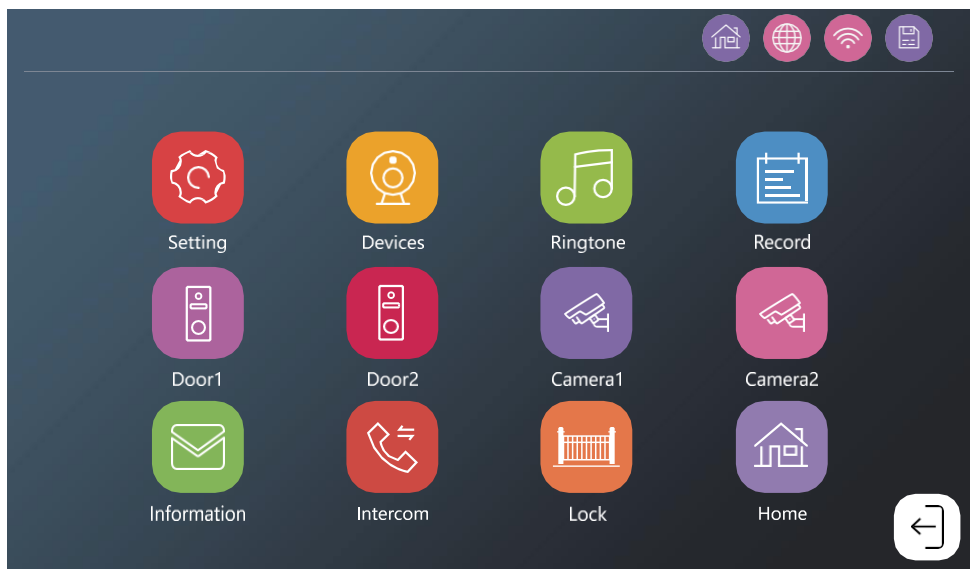 Setting
Devices
Ringtone
Record
Door1
Door2
Camera1
Camera2
Information
Intercom
Lock
Home